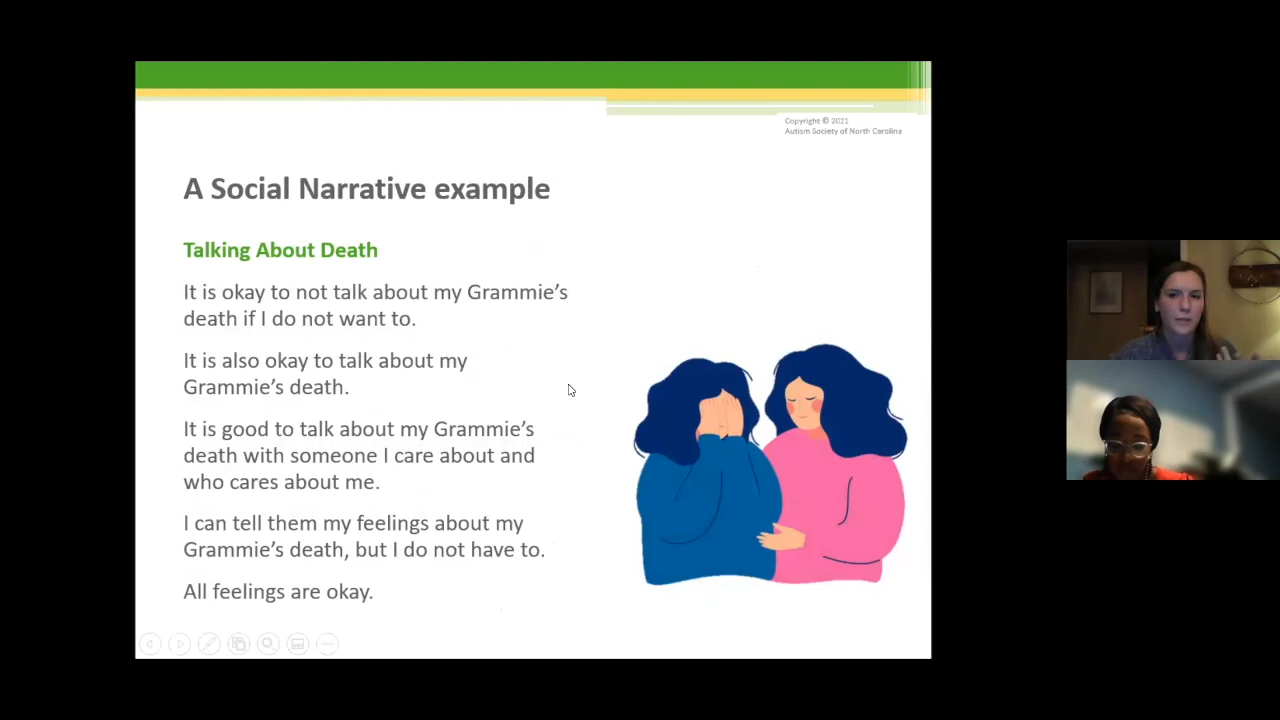 Copyright © 2021
Autism Society of North Carolina
A Social Narrative example
Talking About Death
It is okay to not talk about my Grammie’s
death if I do not want to.
It is also okay to talk about my
Grammie’s death.
It is good to talk about my Grammie’s
death with someone I care about and
who cares about me.
I can tell them my feelings about my
Grammie’s death, but I do not have to.
All feelings are okay.